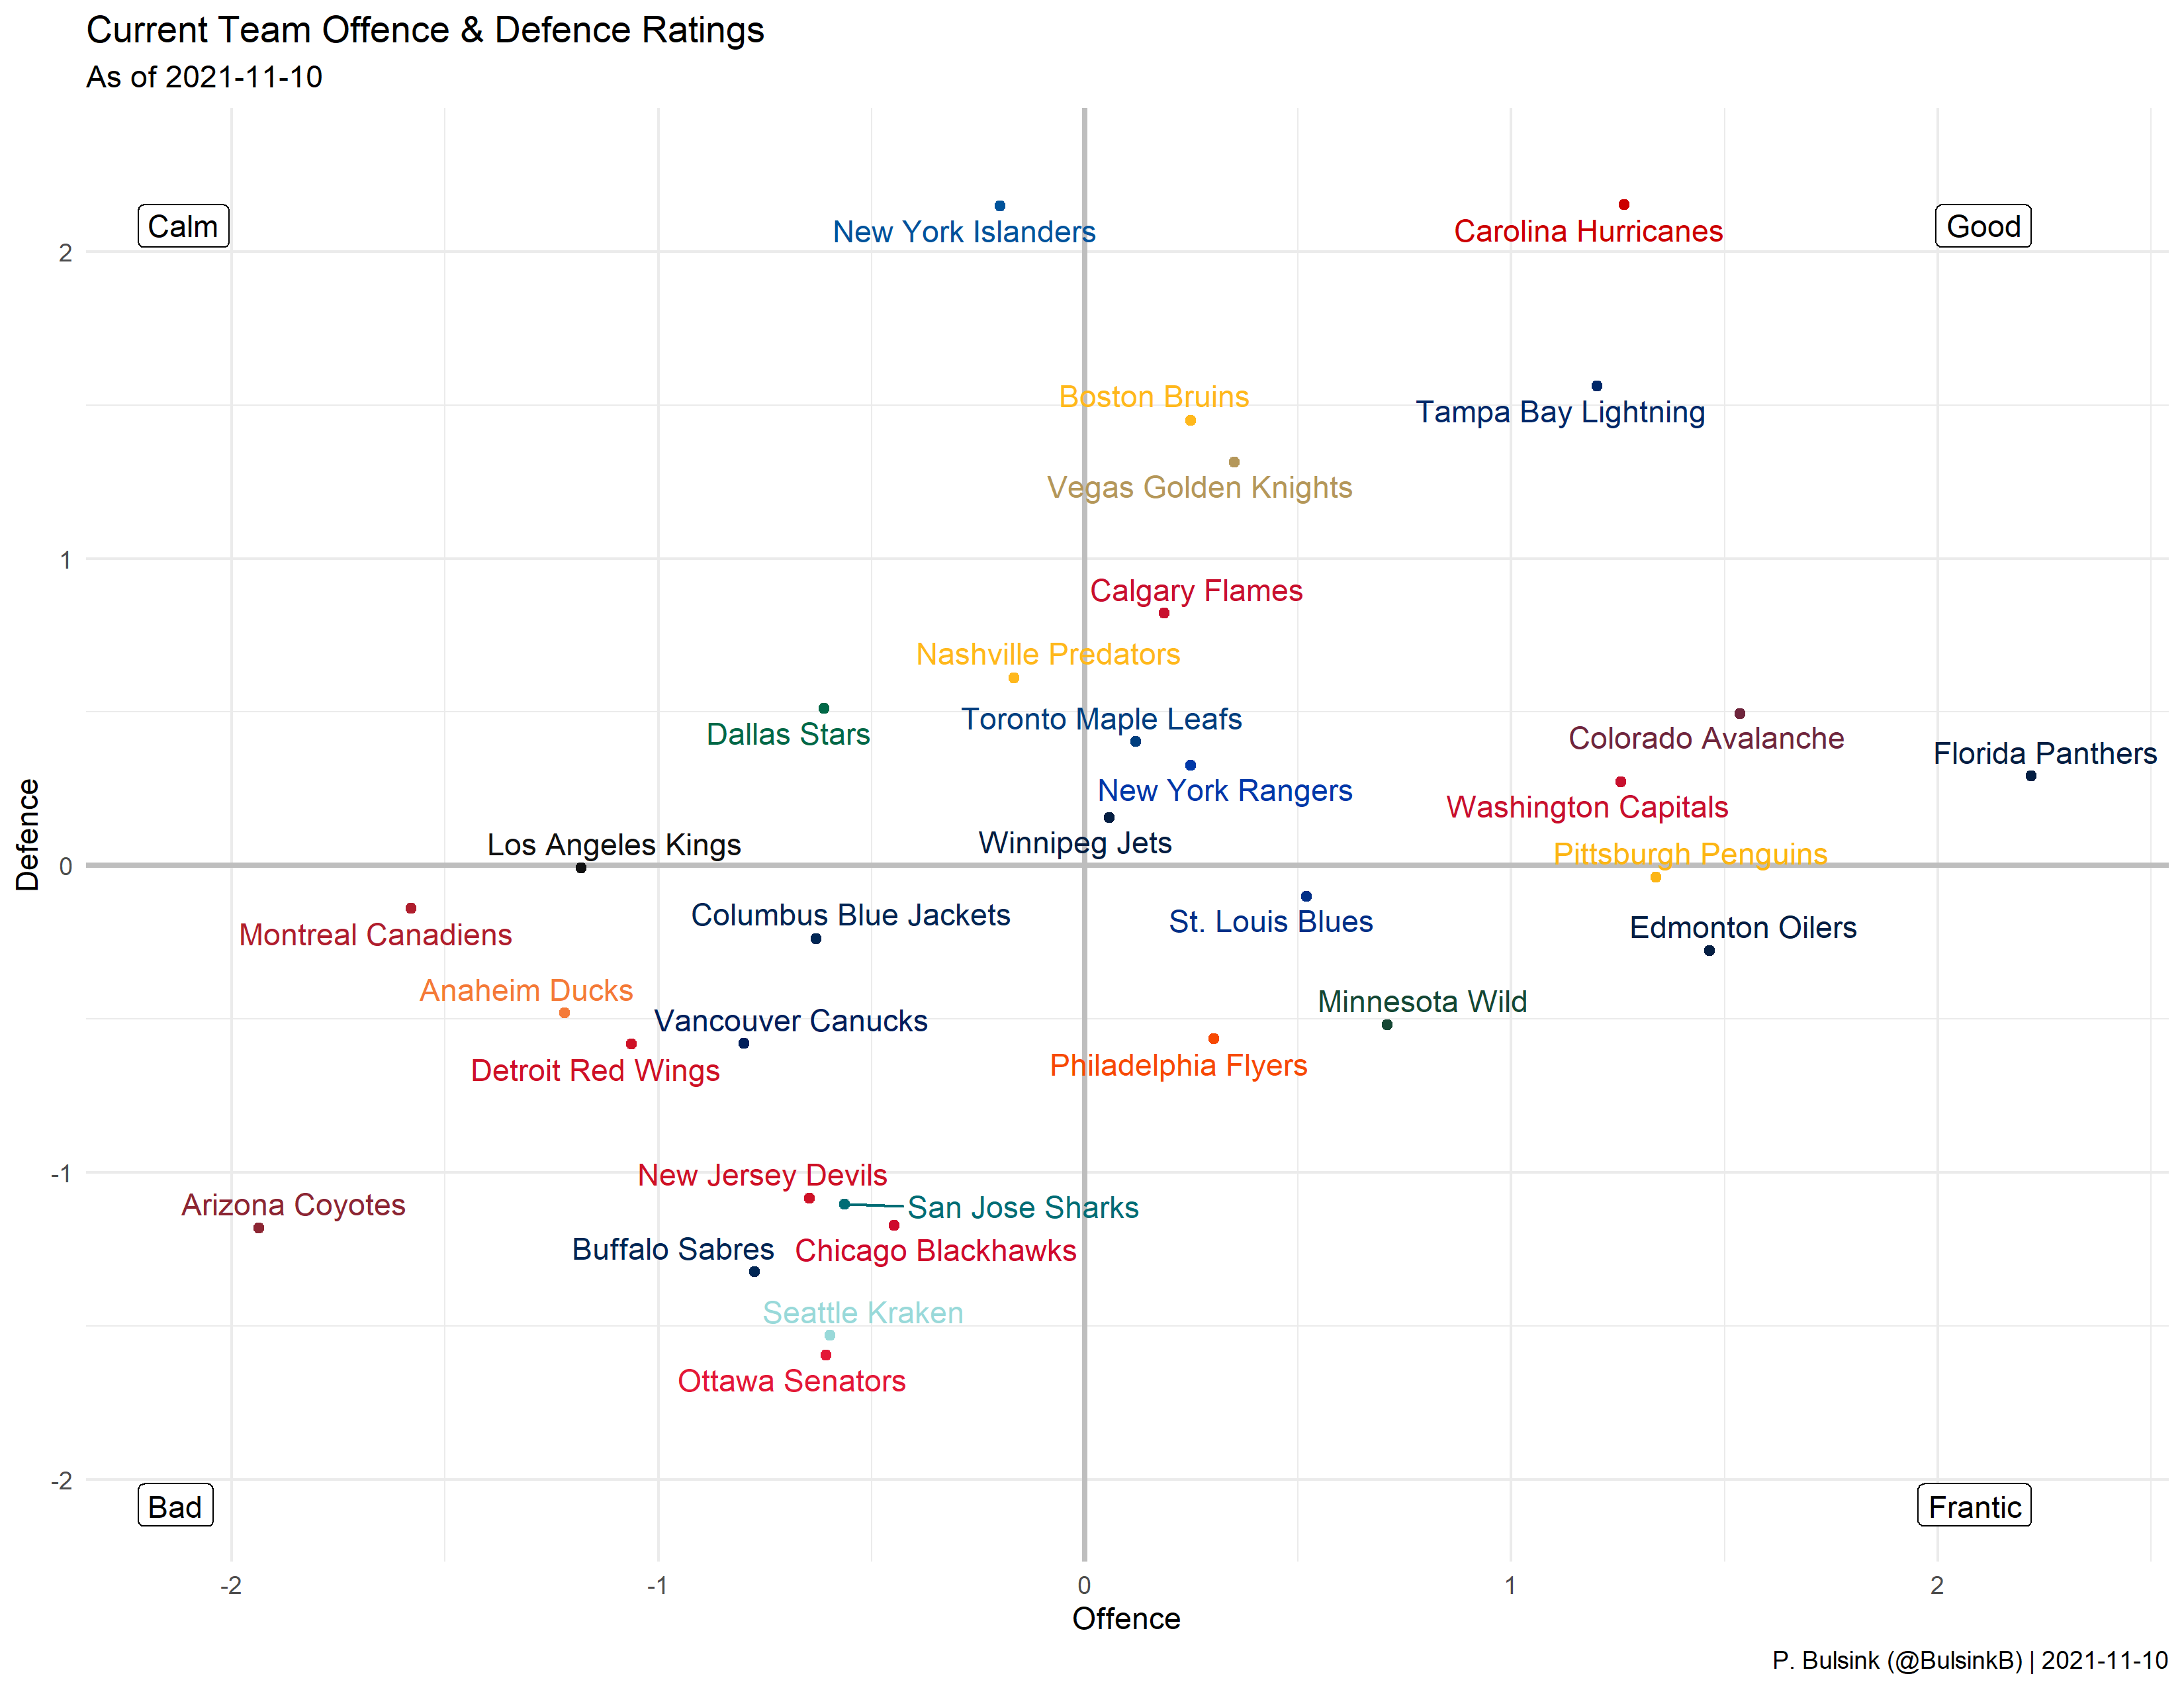 Current Team Offence & Defence Ratings
As of 2021-11-10
Calm
New York Islanders
Carolina Hurricanes
Good
2
Boston Bruins
Tampa Bay Lightning
Vegas Golden Knights
1
Calgary Flames
Nashville Predators
Toronto Maple Leafs
Dallas Stars
Colorado Avalanche
Florida Panthers
New York Rangers
Washington Capitals
Winnipeg Jets
Los Angeles Kings
Pittsburgh Penguins
0
Defence
Columbus Blue Jackets
St. Louis Blues
Edmonton Oilers
Montreal Canadiens
Anaheim Ducks
Minnesota Wild
Vancouver Canucks
Philadelphia Flyers
Detroit Red Wings
-1
New Jersey Devils
Arizona Coyotes
San Jose Sharks
Buffalo Sabres
Chicago Blackhawks
Seattle Kraken
Ottawa Senators
-2
Bad
Frantic
-2
-1
0
1
2
Offence
P. Bulsink (@BulsinkB) | 2021-11-10